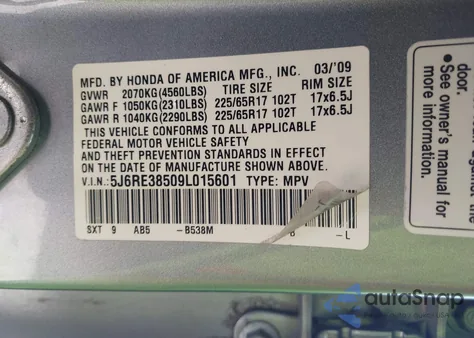 MFD. BY HONDA OF AMERICA MFG., INC. 03/'09
GVWR 2070KG(4560LBS) TIRE SIZE RIM SIZE
GAWR F 1050KG(2310LBS) 225/65R17 102T 17x6.5J
GAWR R 1040KG(2290LBS) 225/65R17 102T 17x6.5J
THIS VEHICLE CONFORMS TO ALL APPLICABLE
FEDERAL MOTOR VEHICLE SAFETY
AND THEFT PREVENTION STANDARDS IN EFFECT
ON THE DATE OF MANUFACTURE SHOWN ABOVE.
V.I.N.: 5J6RE38509L015601 TYPE: MPV
SXT 9 AB5 -B538M B -L
door.
• See owner's
manual for
more
information.
autoSnap